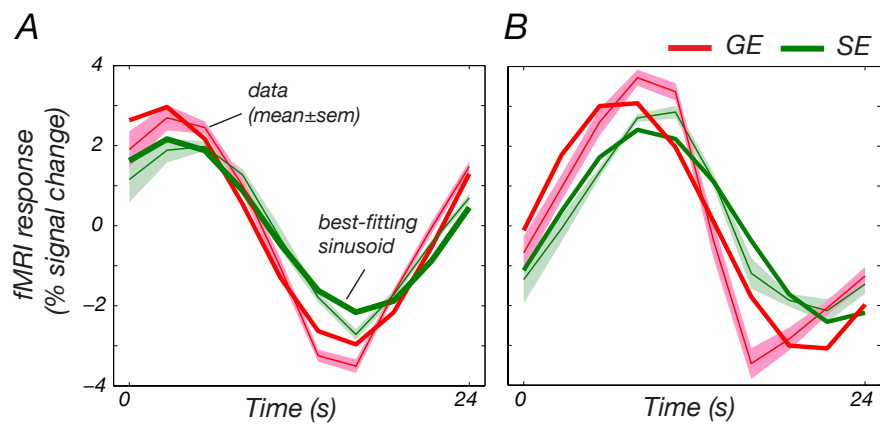 A
B
GE
SE
4
2
0
−2
−4
fMRI response
(% signal change)
data
(mean±sem)
best-fitting
sinusoid
0
Time (s)
24
0
Time (s)
24